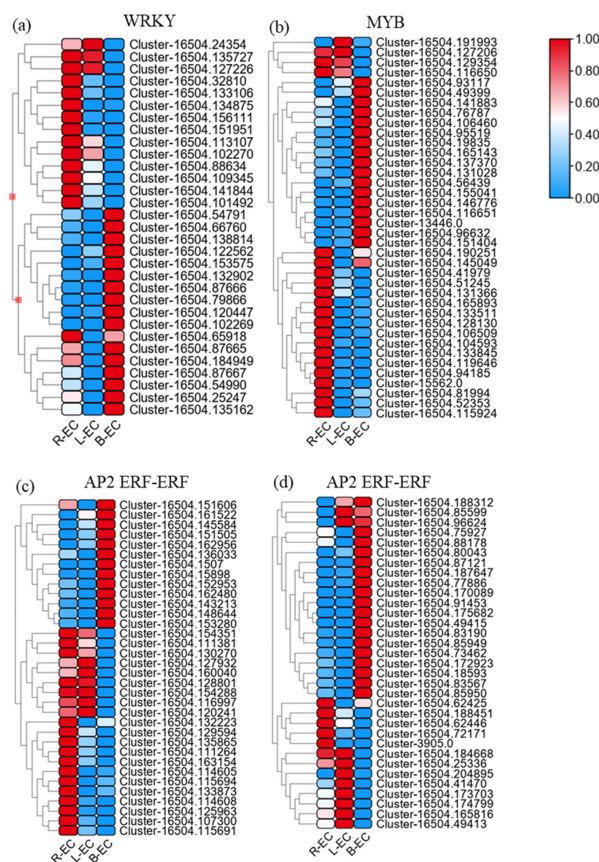 (a)
WRKY
Cluster-16504.24354
Cluster-16504.135727
Cluster-16504.127226
Cluster-16504.32810
Cluster-16504.133106
Cluster-16504.134875
Cluster-16504.156111
Cluster-16504.151951
Cluster-16504.113107
Cluster-16504.102270
Cluster-16504.88634
Cluster-16504.109345
Cluster-16504.141844
Cluster-16504.101492
Cluster-16504.54791
Cluster-16504.66760
Cluster-16504.138814
Cluster-16504.122562
Cluster-16504.153575
Cluster-16504.132902
Cluster-16504.87666
Cluster-16504.79866
Cluster-16504.120447
Cluster-16504.102269
Cluster-16504.65918
Cluster-16504.87665
Cluster-16504.184949
Cluster-16504.87667
Cluster-16504.54990
Cluster-16504.25247
Cluster-16504.135162
R-EC
L-EC
B-EC
(b)
MYB
Cluster-16504.191993
Cluster-16504.127206
Cluster-16504.129354
Cluster-16504.116650
Cluster-16504.93117
Cluster-16504.49399
Cluster-16504.141883
Cluster-16504.76787
Cluster-16504.106460
Cluster-16504.95519
Cluster-16504.19835
Cluster-16504.165143
Cluster-16504.137370
Cluster-16504.131028
Cluster-16504.56439
Cluster-16504.155041
Cluster-16504.146776
Cluster-16504.116651
Cluster-13446.0
Cluster-16504.96632
Cluster-16504.151404
Cluster-16504.190251
Cluster-16504.145049
Cluster-16504.41979
Cluster-16504.51245
Cluster-16504.131366
Cluster-16504.165893
Cluster-16504.133511
Cluster-16504.128130
Cluster-16504.106509
Cluster-16504.104593
Cluster-16504.133845
Cluster-16504.119646
Cluster-16504.94185
Cluster-15562.0
Cluster-16504.81994
Cluster-16504.52353
Cluster-16504.115924
R-EC
L-EC
B-EC
1.00
0.80
0.60
0.40
0.20
0.00
(c)
AP2 ERF-ERF
Cluster-16504.151606
Cluster-16504.161522
Cluster-16504.145584
Cluster-16504.151505
Cluster-16504.162956
Cluster-16504.136033
Cluster-16504.1507
Cluster-16504.15898
Cluster-16504.152953
Cluster-16504.162480
Cluster-16504.143213
Cluster-16504.148644
Cluster-16504.153280
Cluster-16504.154351
Cluster-16504.111381
Cluster-16504.130270
Cluster-16504.127932
Cluster-16504.160040
Cluster-16504.128801
Cluster-16504.154288
Cluster-16504.116997
Cluster-16504.120241
Cluster-16504.132223
Cluster-16504.129594
Cluster-16504.135865
Cluster-16504.111264
Cluster-16504.163154
Cluster-16504.114605
Cluster-16504.115694
Cluster-16504.133873
Cluster-16504.114608
Cluster-16504.125963
Cluster-16504.107300
Cluster-16504.115691
R-EC
L-EC
B-EC
(d)
AP2 ERF-ERF
Cluster-16504.188312
Cluster-16504.85599
Cluster-16504.96624
Cluster-16504.75927
Cluster-16504.88178
Cluster-16504.80043
Cluster-16504.87121
Cluster-16504.187647
Cluster-16504.77886
Cluster-16504.170089
Cluster-16504.91453
Cluster-16504.175682
Cluster-16504.49415
Cluster-16504.83190
Cluster-16504.85949
Cluster-16504.73462
Cluster-16504.172923
Cluster-16504.18593
Cluster-16504.83567
Cluster-16504.85950
Cluster-16504.62425
Cluster-16504.188451
Cluster-16504.62446
Cluster-16504.72171
Cluster-3905.0
Cluster-16504.184668
Cluster-16504.25336
Cluster-16504.204895
Cluster-16504.41470
Cluster-16504.173703
Cluster-16504.174799
Cluster-16504.165816
Cluster-16504.49413
R-EC
L-EC
B-EC